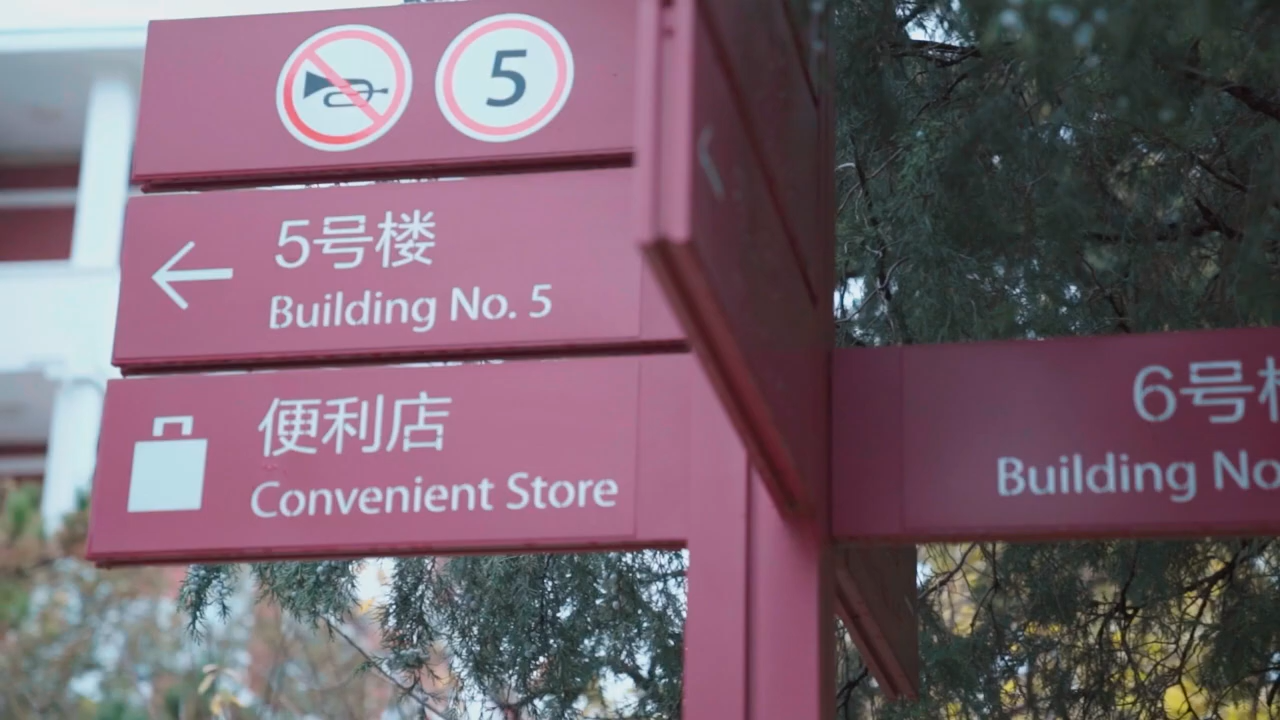 5
5号楼
Building No. 5
便利店
Convenient Store
6号
Building No